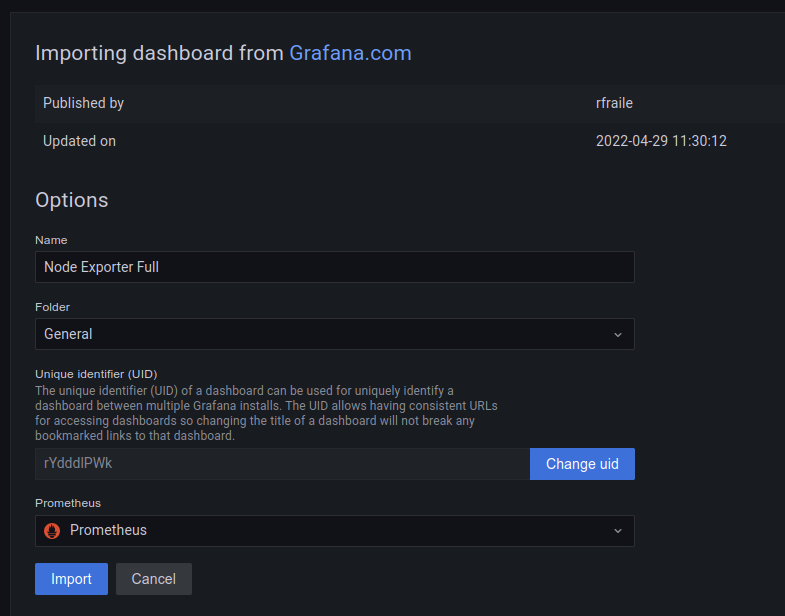 Importing dashboard from Grafana.com
Published by rfraile
Updated on 2022-04-29 11:30:12
Options
Name
Node Exporter Full
Folder
General
Unique identifier (UID)
The unique identifier (UID) of a dashboard can be used for uniquely identify a
dashboard between multiple Grafana installs. The UID allows having consistent URLs
for accessing dashboards so changing the title of a dashboard will not break any
bookmarked links to that dashboard.
rYdddlPWk Change uid
Prometheus
Prometheus
Import Cancel